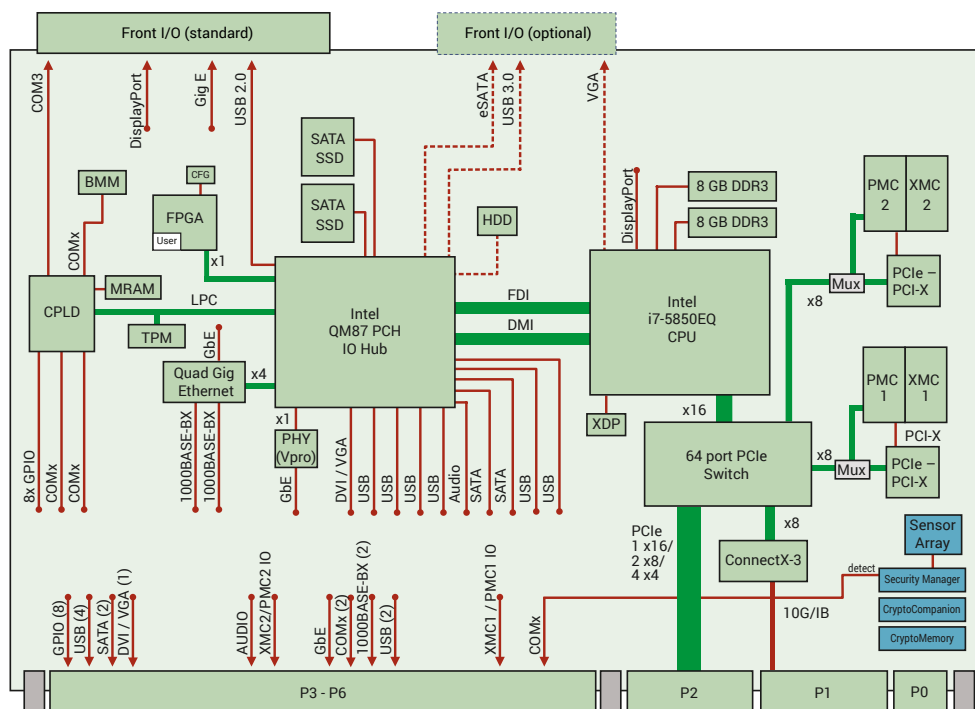 Front I/O (standard)
Front I/O (optional)
COM3
DisplayPort
Gig E
USB 2.0
eSATA
USB 3.0
VGA
SATA
SSD
SATA
SSD
BMM
CFG
FPGA
User
x1
COMx
HDD
DisplayPort
8 GB DDR3
8 GB DDR3
PMC
2
XMC
2
PCIe –
PCI-X
Mux
x8
CPLD
MRAM
LPC
TPM
Intel
QM87 PCH
IO Hub
FDI
DMI
Intel
i7-5850EQ
CPU
GbE
Quad Gig
Ethernet
x4
x16
XDP
PMC
1
XMC
1
PCI-X
x8
Mux
PCIe –
PCI-X
x1
PHY
(Vpro)
GbE
64 port PCIe
Switch
8x GPIO
COMx
COMx
1000BASE-BX
1000BASE-BX
DVI / VGA
USB
USB
USB
USB
Audio
SATA
SATA
USB
USB
PCIe
1 x16/
2 x8/
4 x4
x8
ConnectX-3
10G/IB
Sensor
Array
detect
Security Manager
CryptoCompanion
CryptoMemory
GPIO (8)
USB (4)
SATA (2)
DVI / VGA (1)
AUDIO
XMC2/PMC2 IO
GbE
COMx (2)
1000BASE-BX (2)
USB (2)
XMC1 / PMC1 IO
COMx
P3 - P6
P2
P1
P0